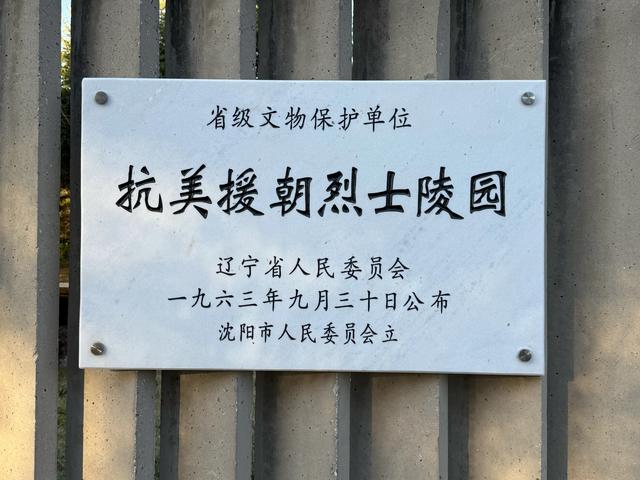 省级文物保护单位
抗美援朝烈士陵园
辽宁省人民委员会
一九六三年九月三十日公布
沈阳市人民委员会立